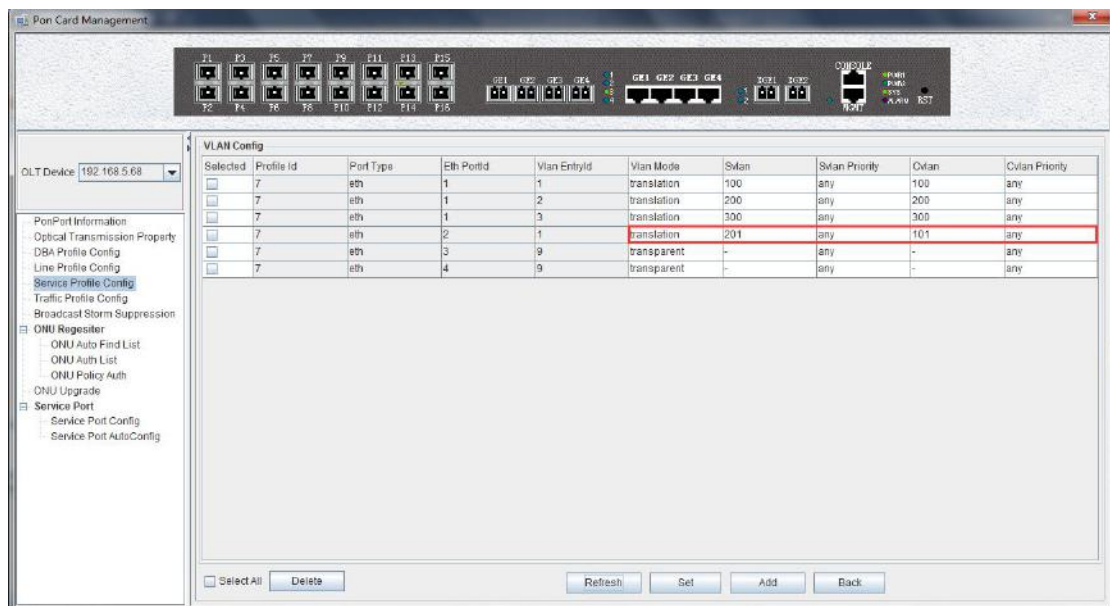 Pon Card Management
P1 P3 P5 P7 P9 P11 P13 P15
P2 P4 P6 P8 P10 P12 P14 P16
GE1 GE2 GE3 GE4
GE1 GE2 GE3 GE4
XGE1 XGE2
CONSOLE
MGMT
PWR1
PWR2
SYS
ALARM
RST
OLT Device 192.168.5.68
PonPort Information
Optical Transmission Property
DBA Profile Config
Line Profile Config
Service Profile Config
Traffic Profile Config
Broadcast Storm Suppression
ONU Regesiter
ONU Auto Find List
ONU Auth List
ONU Policy Auth
ONU Upgrade
Service Port
Service Port Config
Service Port AutoConfig
VLAN Config
Selected Profile Id Port Type Eth PortId Vlan EntryId Vlan Mode Svlan Svlan Priority Cvlan Cvlan Priority
7 eth 1 1 translation 100 any 100 any
7 eth 1 2 translation 200 any 200 any
7 eth 1 3 translation 300 any 300 any
7 eth 2 1 translation 201 any 101 any
7 eth 3 9 transparent - any - any
7 eth 4 9 transparent - any - any
Select All Delete Refresh Set Add Back